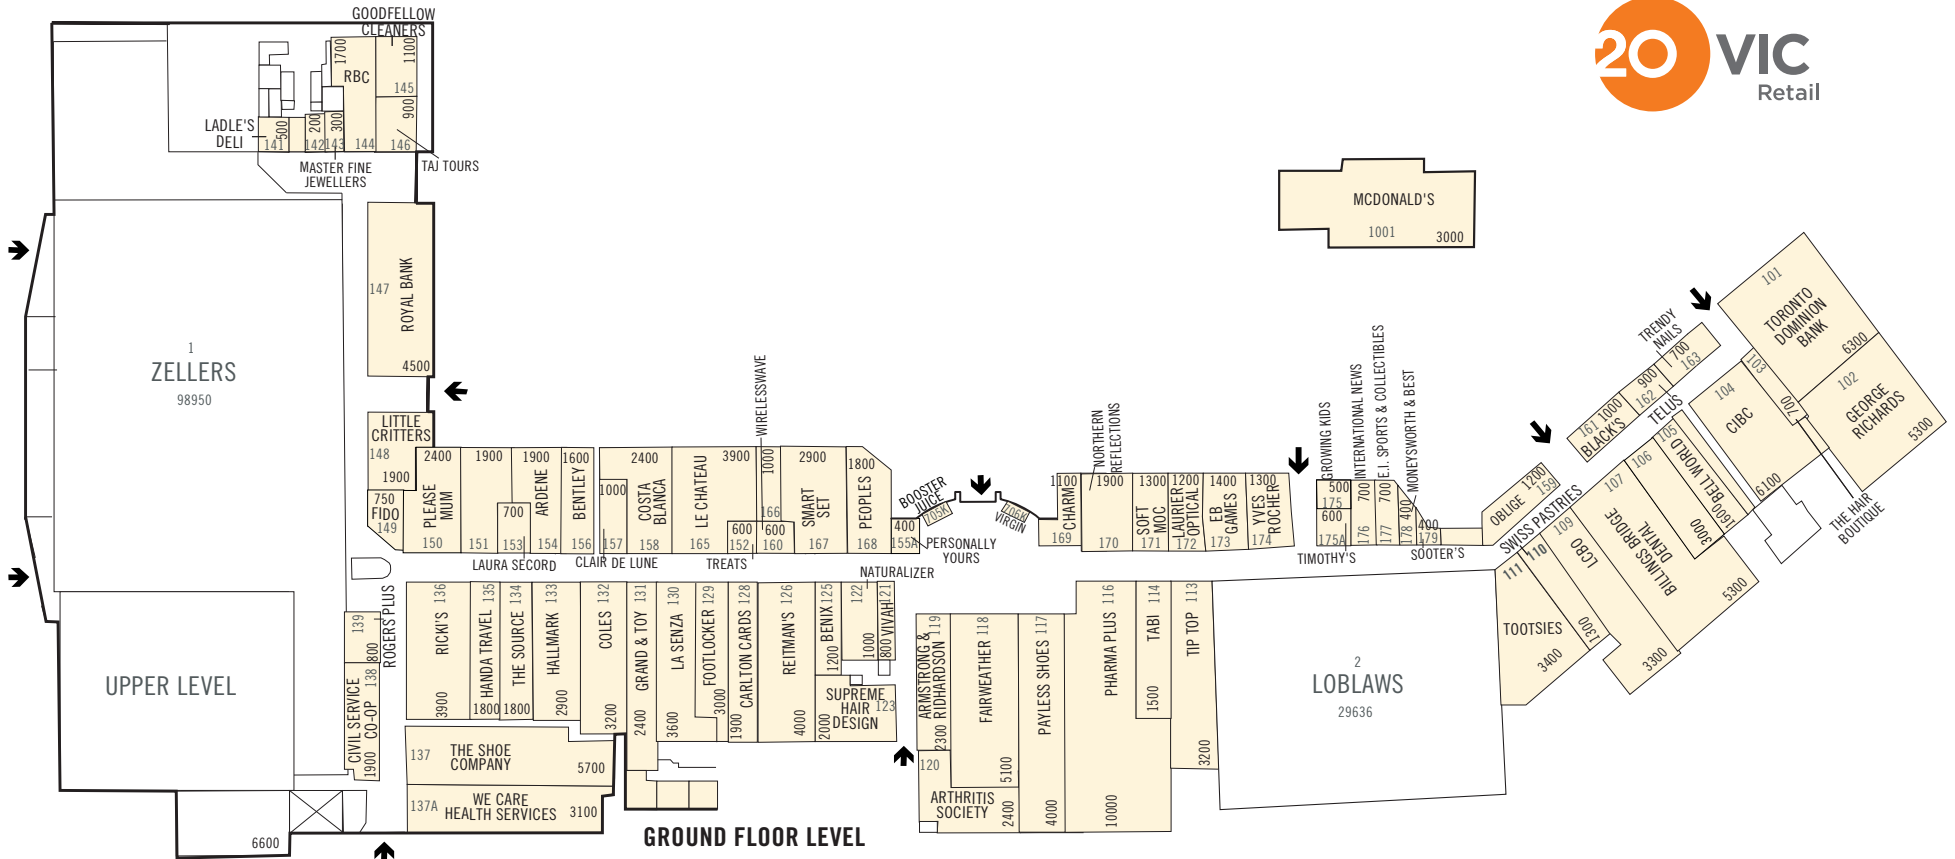 GOODFELLOW
CLEANERS
1700
RBC
1100
145
900
LADLE'S
DELI
500
141
200
142
300
143
144
146
MASTER FINE
JEWELLERS
TAJ TOURS
20 VIC
Retail
MCDONALD'S
1001
3000
147
ROYAL BANK
4500
1
ZELLERS
98950
UPPER LEVEL
6600
LITTLE
CRITTERS
148
1900
750
FIDO
149
2400
PLEASE
MUM
150
1900
151
700
153
LAURA SECORD
1900
ARDENE
154
1600
BENTLEY
156
1000
157
CLAIR DE LUNE
2400
COSTA
BLANCA
158
3900
LE CHATEAU
165
600
152
TREATS
WIRELESSWAVE
1000
166
600
160
2900
SMART
SET
167
1800
PEOPLES
168
BOOSTER
JUICE
705K
400
155A
PERSONALLY
YOURS
706K
VIRGIN
1100
CHARM
169
NORTHERN
REFLECTIONS
1900
170
1300
SOFT
MOC
171
1200
LAURIER
OPTICAL
172
1400
EB
GAMES
173
1300
YVES
ROCHER
174
GROWING KIDS
500
175
600
175A
TIMOTHY'S
INTERNATIONAL NEWS
700
176
E.I. SPORTS & COLLECTIBLES
700
177
MONEYSWORTH & BEST
400
178
400
179
SOOTER'S
OBLIGE
1200
159
161
1000
BLACK'S
900
162
TELUS
TRENDY
NAILS
700
163
101
TORONTO
DOMINION
BANK
6300
102
GEORGE
RICHARDS
5300
103
700
THE HAIR
BOUTIQUE
104
CIBC
6100
105
BELL WORLD
1600
106
3000
107
BILLINGS BRIDGE
DENTAL
5300
109
LCBO
3300
SWISS PASTRIES
110
1300
111
TOOTSIES
3400
2
LOBLAWS
29636
139
800
ROGERS PLUS
138
CIVIL SERVICE
CO-OP
1900
136
RICKI'S
3900
135
HANDA TRAVEL
1800
134
THE SOURCE
1800
133
HALLMARK
2900
132
COLES
3200
131
GRAND & TOY
2400
130
LA SENZA
3600
129
FOOTLOCKER
3000
128
CARLTON CARDS
1900
126
REITMAN'S
4000
125
BENIX
1200
NATURALIZER
122
1000
121
VIVAH
800
SUPREME
HAIR
DESIGN
123
2000
119
ARMSTRONG &
RIDHARDSON
2300
118
FAIRWEATHER
5100
117
PAYLESS SHOES
4000
116
PHARMA PLUS
10000
114
TABI
1500
113
TIP TOP
3200
120
ARTHRITIS
SOCIETY
2400
137
THE SHOE
COMPANY
5700
137A
WE CARE
HEALTH SERVICES
3100
GROUND FLOOR LEVEL